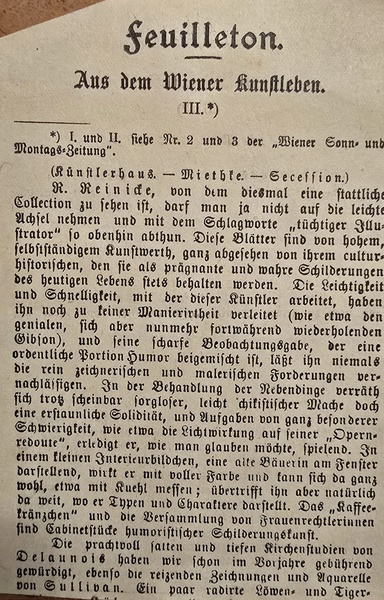 Feuilleton.
Aus dem Wiener Kunstleben.
(III.*)
*) I. und II. siehe Nr. 2 und 3 der „Wiener Sonn- und
Montags-Zeitung“.
(Künstlerhaus. — Miethke. — Secession.)
R. Reinicke, von dem diesmal eine stattliche
Collection zu sehen ist, darf man ja nicht auf die leichte
Achsel nehmen und mit dem Schlagworte „tüchtiger Illu-
strator“ so obenhin abthun. Diese Blätter sind von hohem,
selbstständigem Kunstwerth, ganz abgesehen von ihrem cultur-
historischen, den sie als prägnante und wahre Schilderungen
des heutigen Lebens stets behalten werden. Die Leichtigkeit
und Schnelligkeit, mit der dieser Künstler arbeitet, haben
ihn noch zu keiner Manierirtheit verleitet (wie etwa den
genialen, sich aber nunmehr fortwährend wiederholenden
Gibson), und seine scharfe Beobachtungsgabe, der eine
ordentliche Portion Humor beigemischt ist, läßt ihn niemals
die rein zeichnerischen und malerischen Forderungen ver-
nachlässigen. In der Behandlung der Nebendinge verräth
sich trotz scheinbar sorgloser, leicht chikistischer Mache doch
eine erstaunliche Solidität, und Aufgaben von ganz besonderer
Schwierigkeit, wie etwa die Lichtwirkung auf seiner „Opern-
redoute“, erledigt er, wie man glauben möchte, spielend. In
einem kleinen Interieurbildchen, eine alte Bäuerin am Fenster
darstellend, wirkt er mit voller Farbe und kann sich da ganz
wohl, etwa mit Kuehl messen; übertrifft ihn aber natürlich
da weit, wo er Typen und Charaktere darstellt. Das „Kaffee-
kränzchen“ und die Versammlung von Frauenrechtlerinnen
sind Cabinetstücke humoristischer Schilderungskunst.
Die prachtvoll satten und tiefen Kirchenstudien von
Delaunois haben wir schon im Vorjahre gebührend
gewürdigt, ebenso die reizenden Zeichnungen und Aquarelle
von Sullivan. Ein paar radirte Löwen- und Tiger-